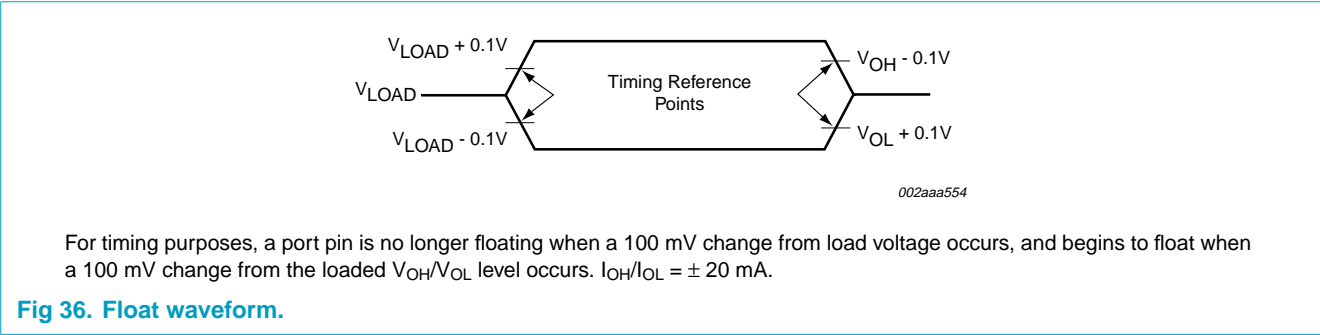 VLOAD + 0.1V
VOH - 0.1V
Timing Reference
VLOAD
Points
VLOAD - 0.1V
VOL + 0.1V
002aaa554
For timing purposes, a port pin is no longer floating when a 100 mV change from load voltage occurs, and begins to float when
a 100 mV change from the loaded VOH/VOL level occurs. IOH/IOL = ± 20 mA.
Fig 36. Float waveform.